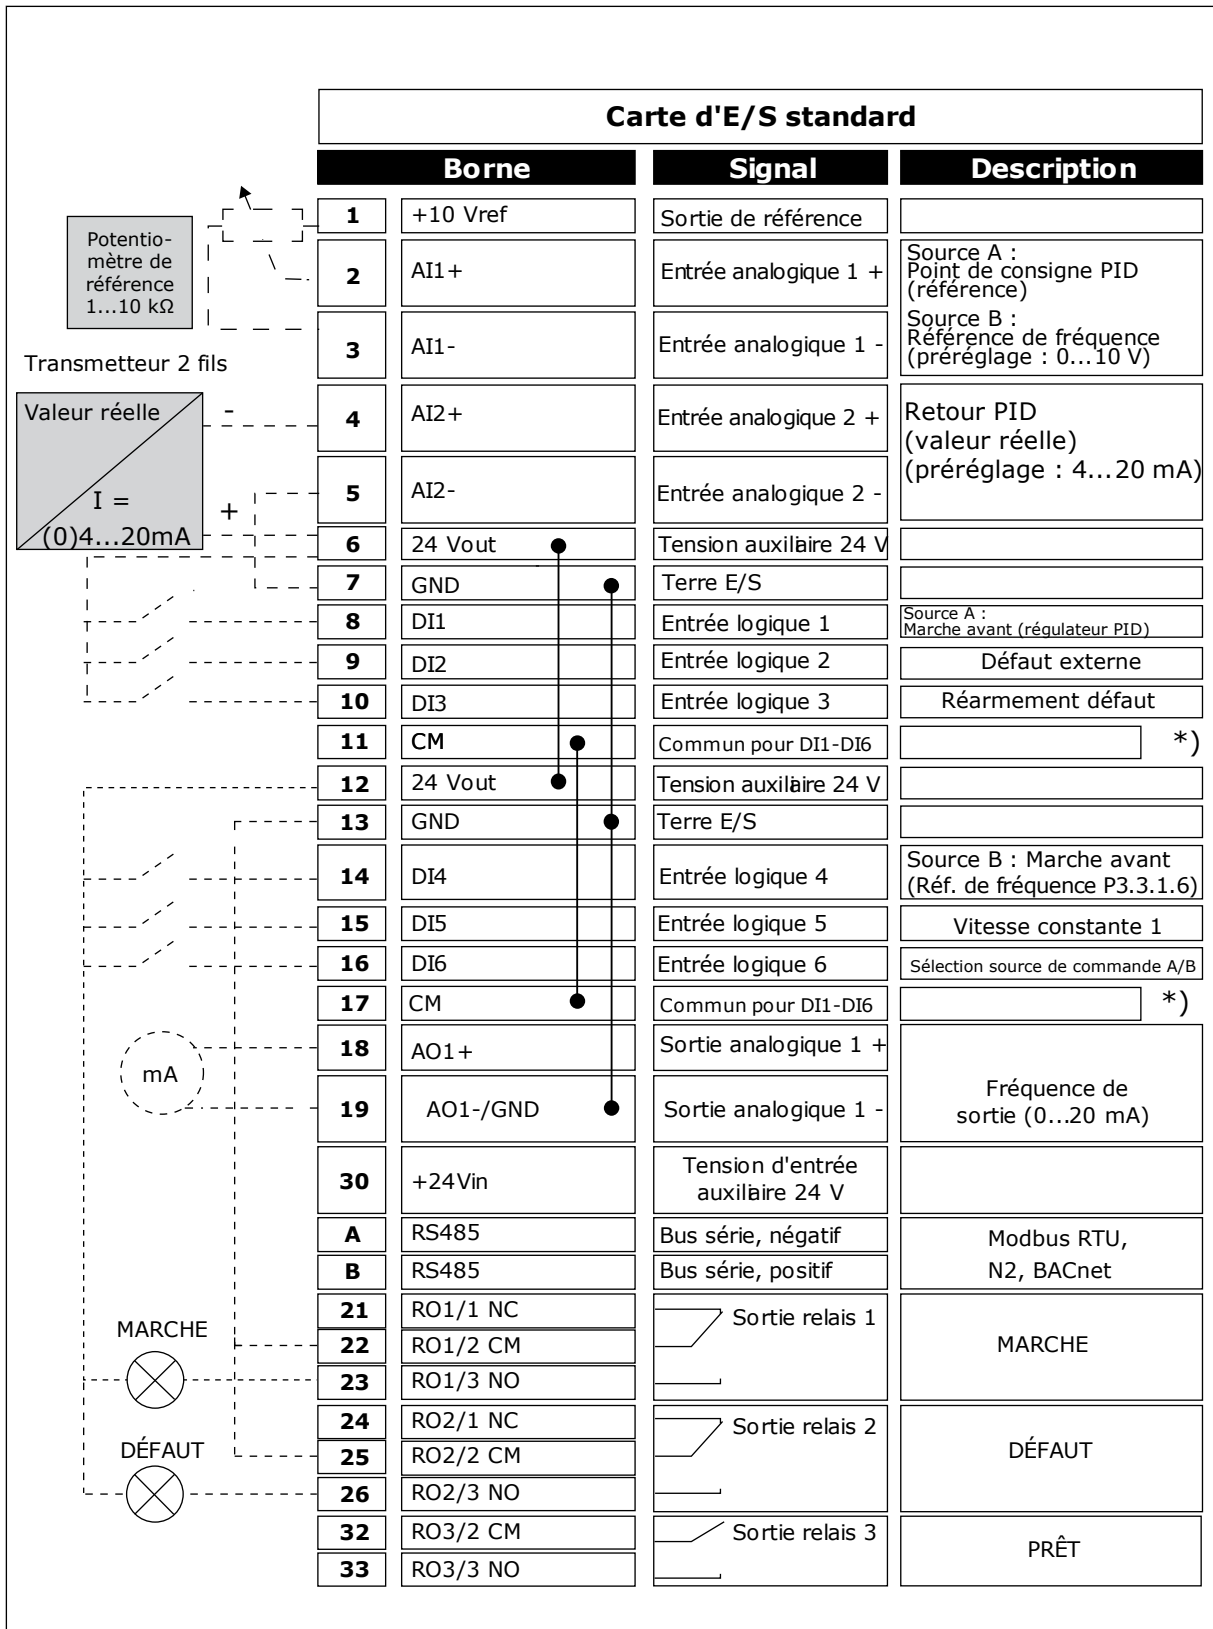 Carte d'E/S standard
Borne Signal Description
Potentio-
mètre de
référence
1...10 kΩ
1 +10 Vref Sortie de référence
2 AI1+ Entrée analogique 1 + Source A :
Point de consigne PID
(référence)
3 AI1- Entrée analogique 1 - Source B :
Référence de fréquence
(préréglage : 0...10 V)
Transmetteur 2 fils
Valeur réelle -
I =
(0)4...20mA +
4 AI2+ Entrée analogique 2 + Retour PID
(valeur réelle)
(préréglage : 4...20 mA)
5 AI2- Entrée analogique 2 -
6 24 Vout Tension auxiliaire 24 V
7 GND Terre E/S
8 DI1 Entrée logique 1 Source A :
Marche avant (régulateur PID)
9 DI2 Entrée logique 2 Défaut externe
10 DI3 Entrée logique 3 Réarmement défaut
11 CM Commun pour DI1-DI6 *)
12 24 Vout Tension auxiliaire 24 V
13 GND Terre E/S
14 DI4 Entrée logique 4 Source B : Marche avant
(Réf. de fréquence P3.3.1.6)
15 DI5 Entrée logique 5 Vitesse constante 1
16 DI6 Entrée logique 6 Sélection source de commande A/B
17 CM Commun pour DI1-DI6 *)
mA
18 AO1+ Sortie analogique 1 +
19 AO1-/GND Sortie analogique 1 - Fréquence de
sortie (0...20 mA)
30 +24Vin Tension d'entrée
auxiliaire 24 V
A RS485 Bus série, négatif Modbus RTU,
B RS485 Bus série, positif N2, BACnet
MARCHE
21 RO1/1 NC Sortie relais 1
22 RO1/2 CM MARCHE
23 RO1/3 NO
DÉFAUT
24 RO2/1 NC Sortie relais 2
25 RO2/2 CM DÉFAUT
26 RO2/3 NO
32 RO3/2 CM Sortie relais 3 PRÊT
33 RO3/3 NO